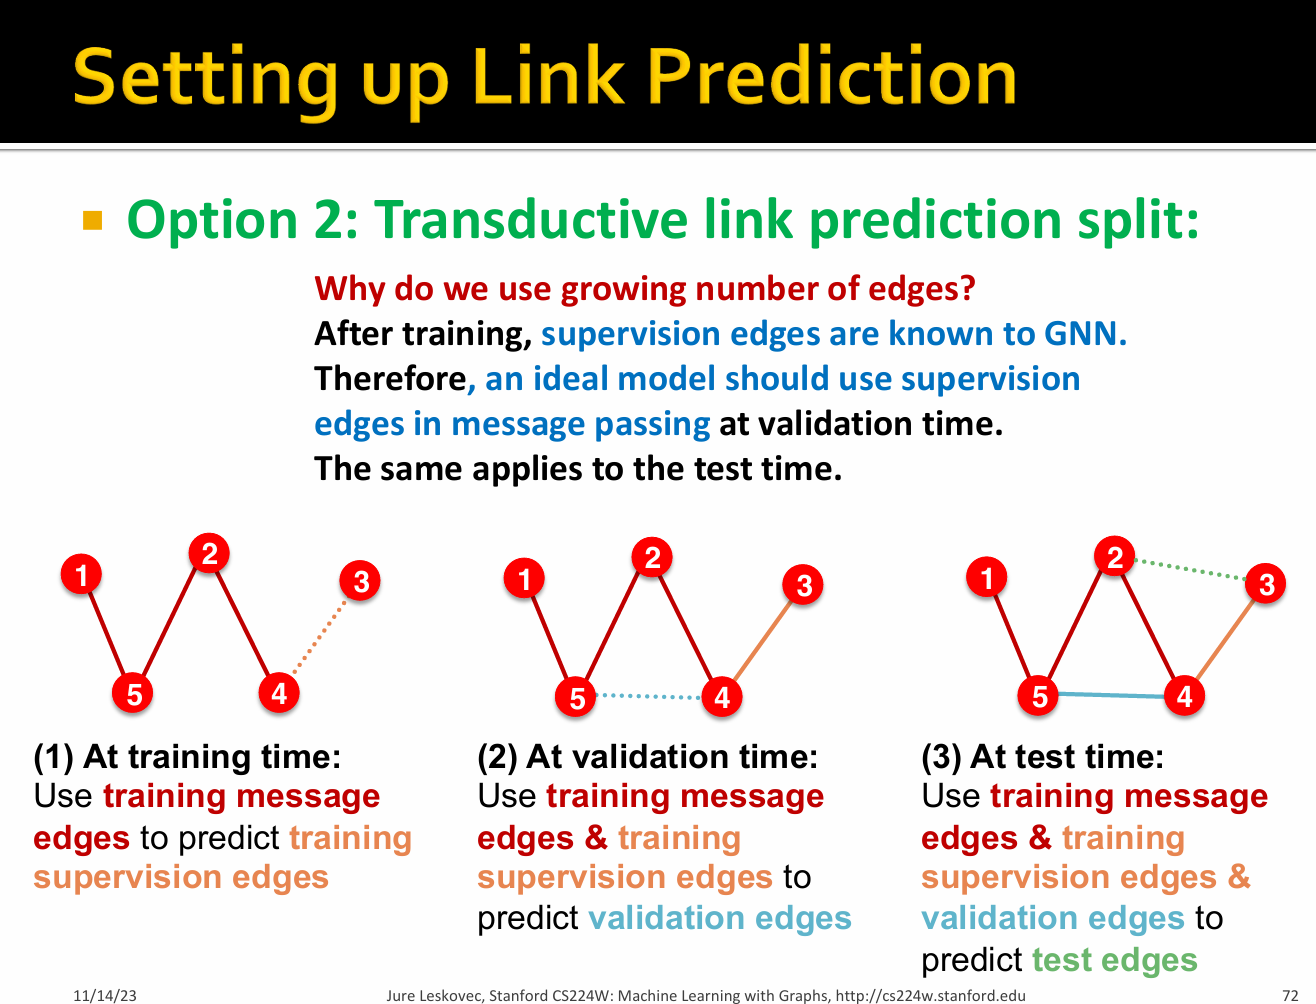 Setting up Link Prediction
Option 2: Transductive link prediction split:
Why do we use growing number of edges?
After training, supervision edges are known to GNN.
Therefore, an ideal model should use supervision
edges in message passing at validation time.
The same applies to the test time.
1
2
3
5
4
1
2
3
5
4
1
2
3
5
4
(1) At training time:
Use training message
edges to predict training
supervision edges
(2) At validation time:
Use training message
edges & training
supervision edges to
predict validation edges
(3) At test time:
Use training message
edges & training
supervision edges &
validation edges to
predict test edges
11/14/23
Jure Leskovec, Stanford CS224W: Machine Learning with Graphs, http://cs224w.stanford.edu
72